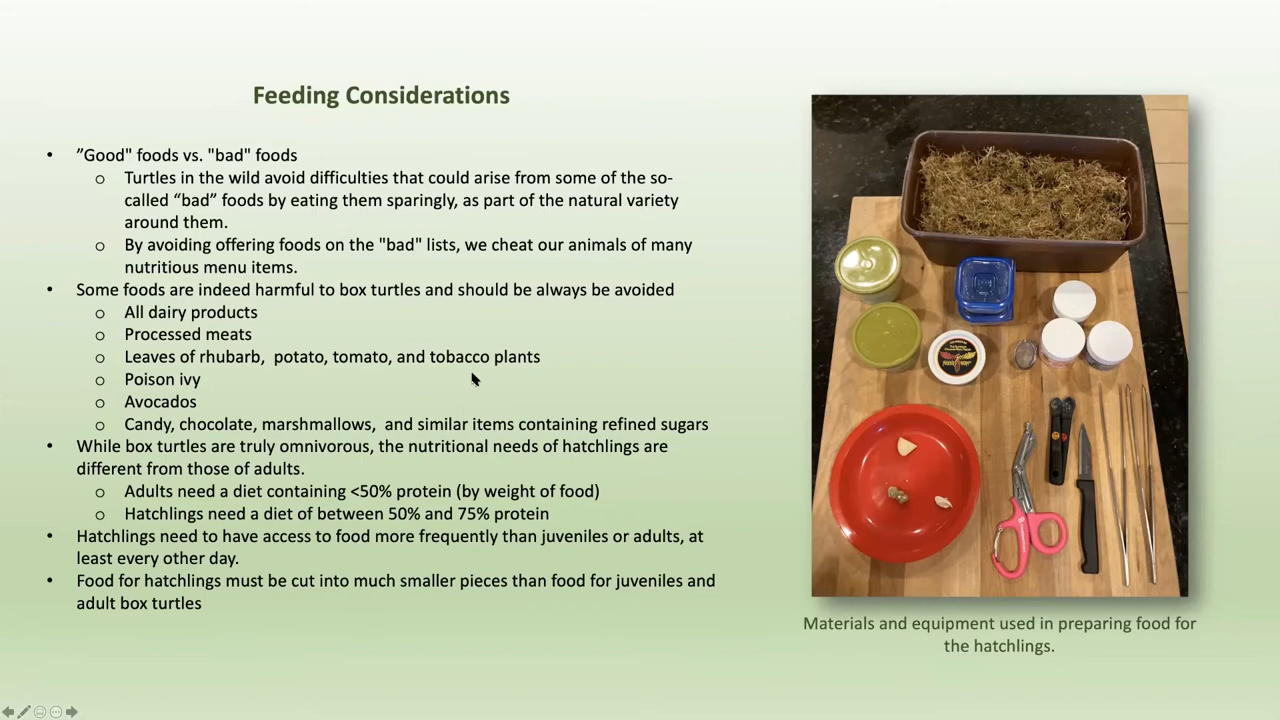 Feeding Considerations
• ”Good" foods vs. "bad" foods
o Turtles in the wild avoid difficulties that could arise from some of the so-
called “bad” foods by eating them sparingly, as part of the natural variety
around them.
o By avoiding offering foods on the "bad" lists, we cheat our animals of many
nutritious menu items.
• Some foods are indeed harmful to box turtles and should be always be avoided
o All dairy products
o Processed meats
o Leaves of rhubarb, potato, tomato, and tobacco plants
o Poison ivy
o Avocados
o Candy, chocolate, marshmallows, and similar items containing refined sugars
• While box turtles are truly omnivorous, the nutritional needs of hatchlings are
different from those of adults.
o Adults need a diet containing <50% protein (by weight of food)
o Hatchlings need a diet of between 50% and 75% protein
• Hatchlings need to have access to food more frequently than juveniles or adults, at
least every other day.
• Food for hatchlings must be cut into much smaller pieces than food for juveniles and
adult box turtles
Materials and equipment used in preparing food for
the hatchlings.